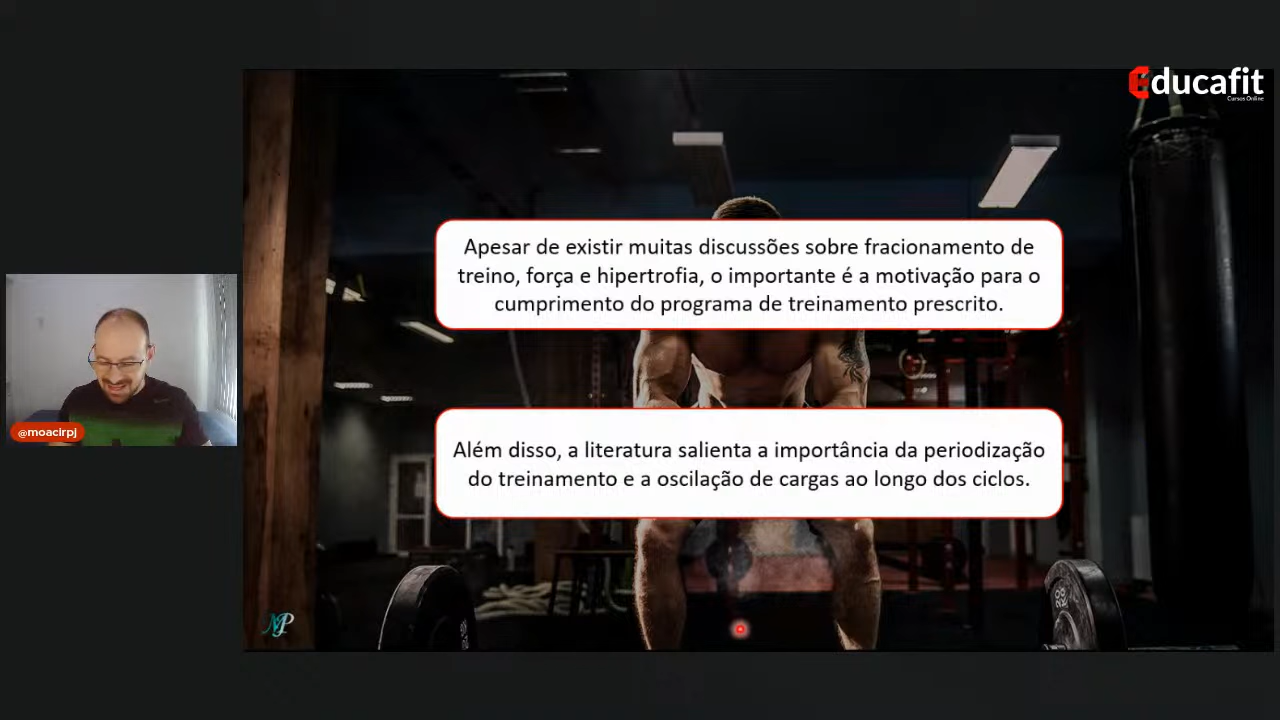 Educafit
Cursos Online
Apesar de existir muitas discussões sobre fracionamento de
treino, força e hipertrofia, o importante é a motivação para o
cumprimento do programa de treinamento prescrito.
@moacirpj
Além disso, a literatura salienta a importância da periodização
do treinamento e a oscilação de cargas ao longo dos ciclos.
MP